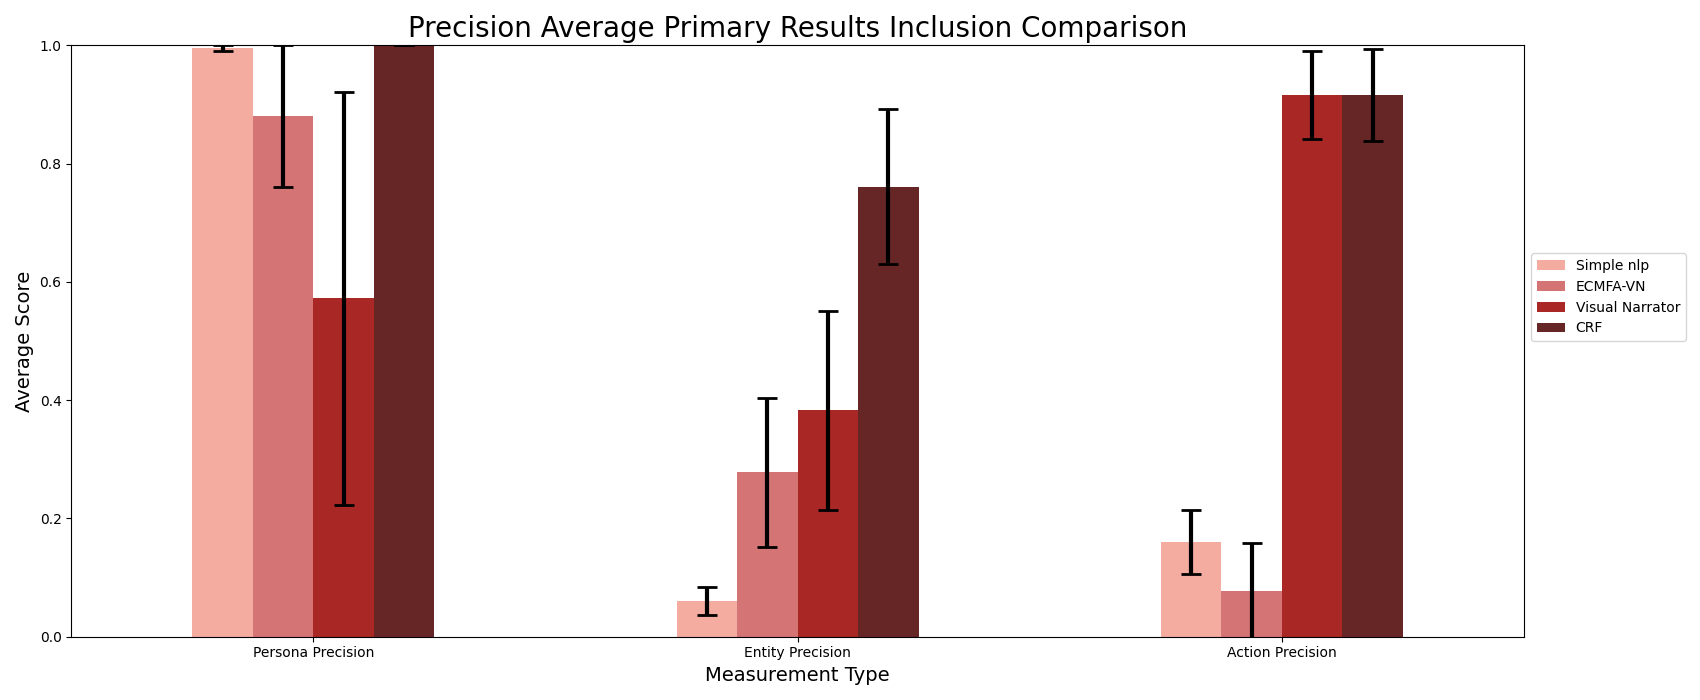 Precision Average Primary Results Inclusion Comparison
1.0
0.8
0.6
0.4
0.2
0.0
Average Score
Persona Precision
Entity Precision
Action Precision
Measurement Type
Simple nlp
ECMFA-VN
Visual Narrator
CRF